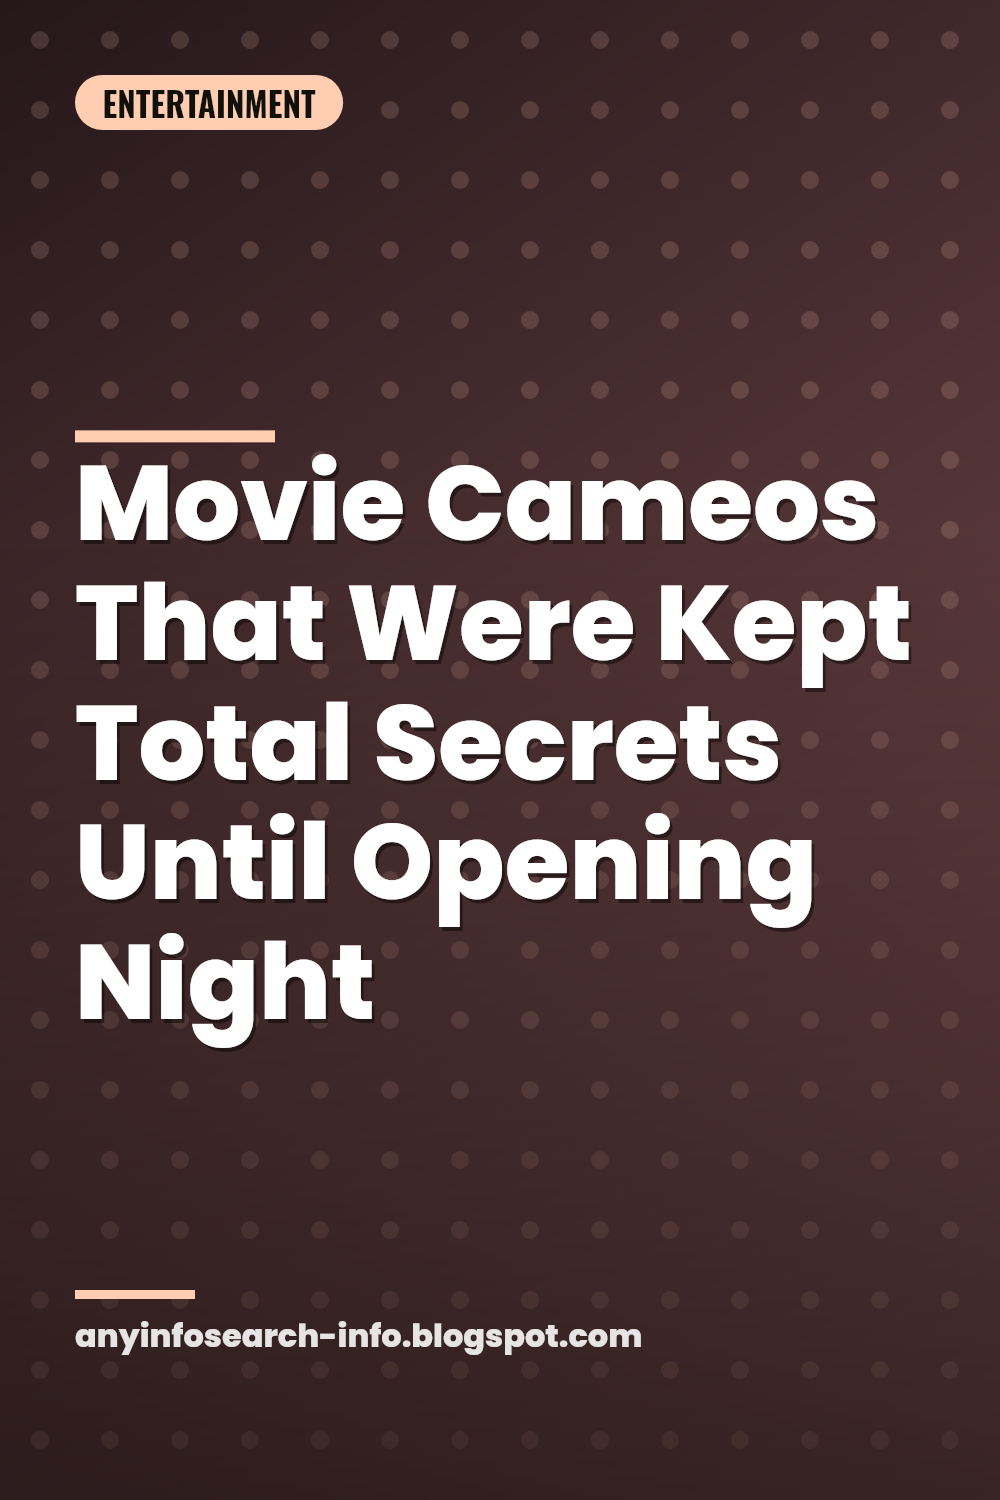 ENTERTAINMENT
Movie Cameos
That Were Kept
Total Secrets
Until Opening
Night
anyinfosearch-info.blogspot.com